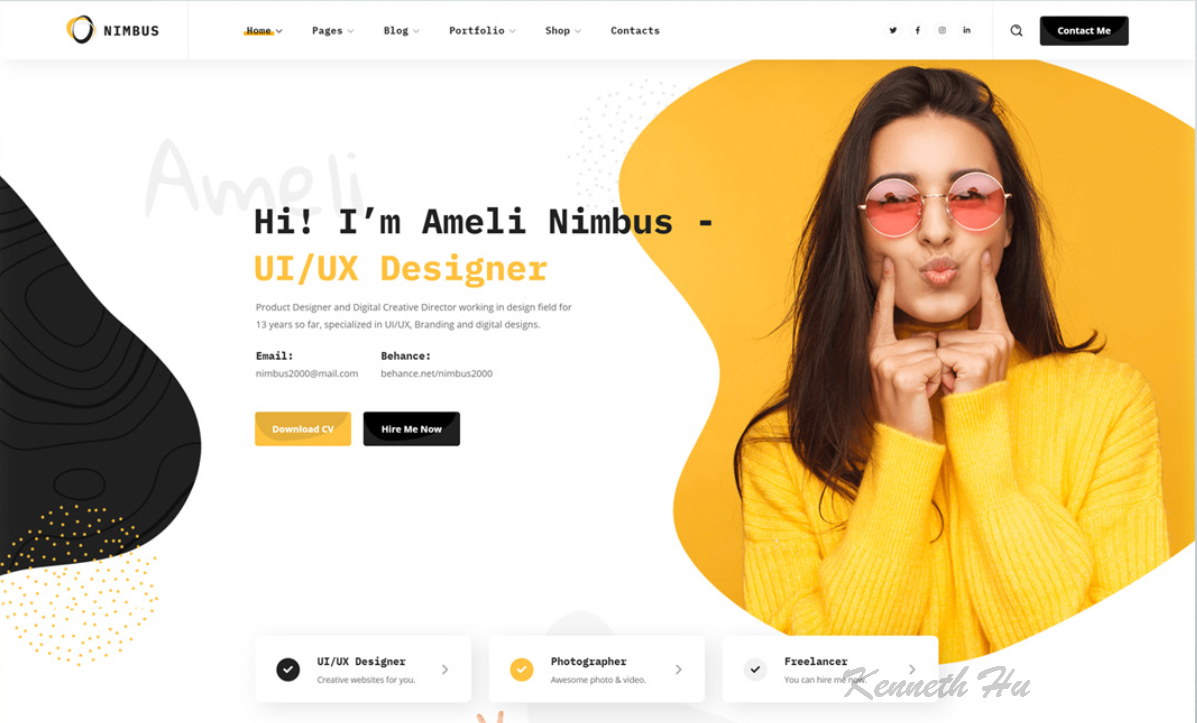 NIMBUS
Home Pages Blog Portfolio Shop Contacts
Contact Me
Ameli
Hi! I’m Ameli Nimbus -
UI/UX Designer
Product Designer and Digital Creative Director working in design field for
13 years so far, specialized in UI/UX, Branding and digital designs.
Email: Behance:
nimbus2000@mail.com behance.net/nimbus2000
Download CV Hire Me Now
UI/UX Designer Photographer Freelancer
Creative websites for you. Awesome photo & video. You can hire me now.
Kenneth Hu